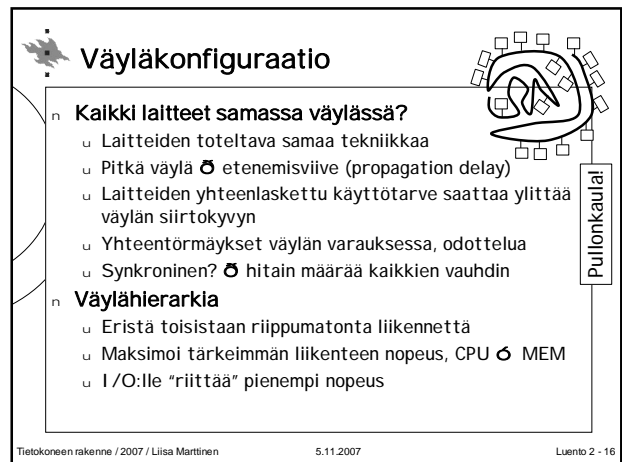 Väyläkonfiguraatio
n Kaikki laitteet samassa väylässä?
u Laitteiden toteltava samaa tekniikkaa
u Pitkä väylä Õ etenemisviive (propagation delay)
u Laitteiden yhteenlaskettu käyttötarve saattaa ylittää
väylän siirtokyvyn
u Yhteentörmäykset väylän varauksessa, odottelua
u Synkroninen? Õ hitain määrää kaikkien vauhdin
n Väylähierarkia
u Eristä toisistaan riippumatonta liikennettä
u Maksimoi tärkeimmän liikenteen nopeus, CPU ó MEM
u I/O:lle "riittää" pienempi nopeus
Pullonkaula!
Tietokoneen rakenne / 2007 / Liisa Marttinen 5.11.2007 Luento 2 - 16